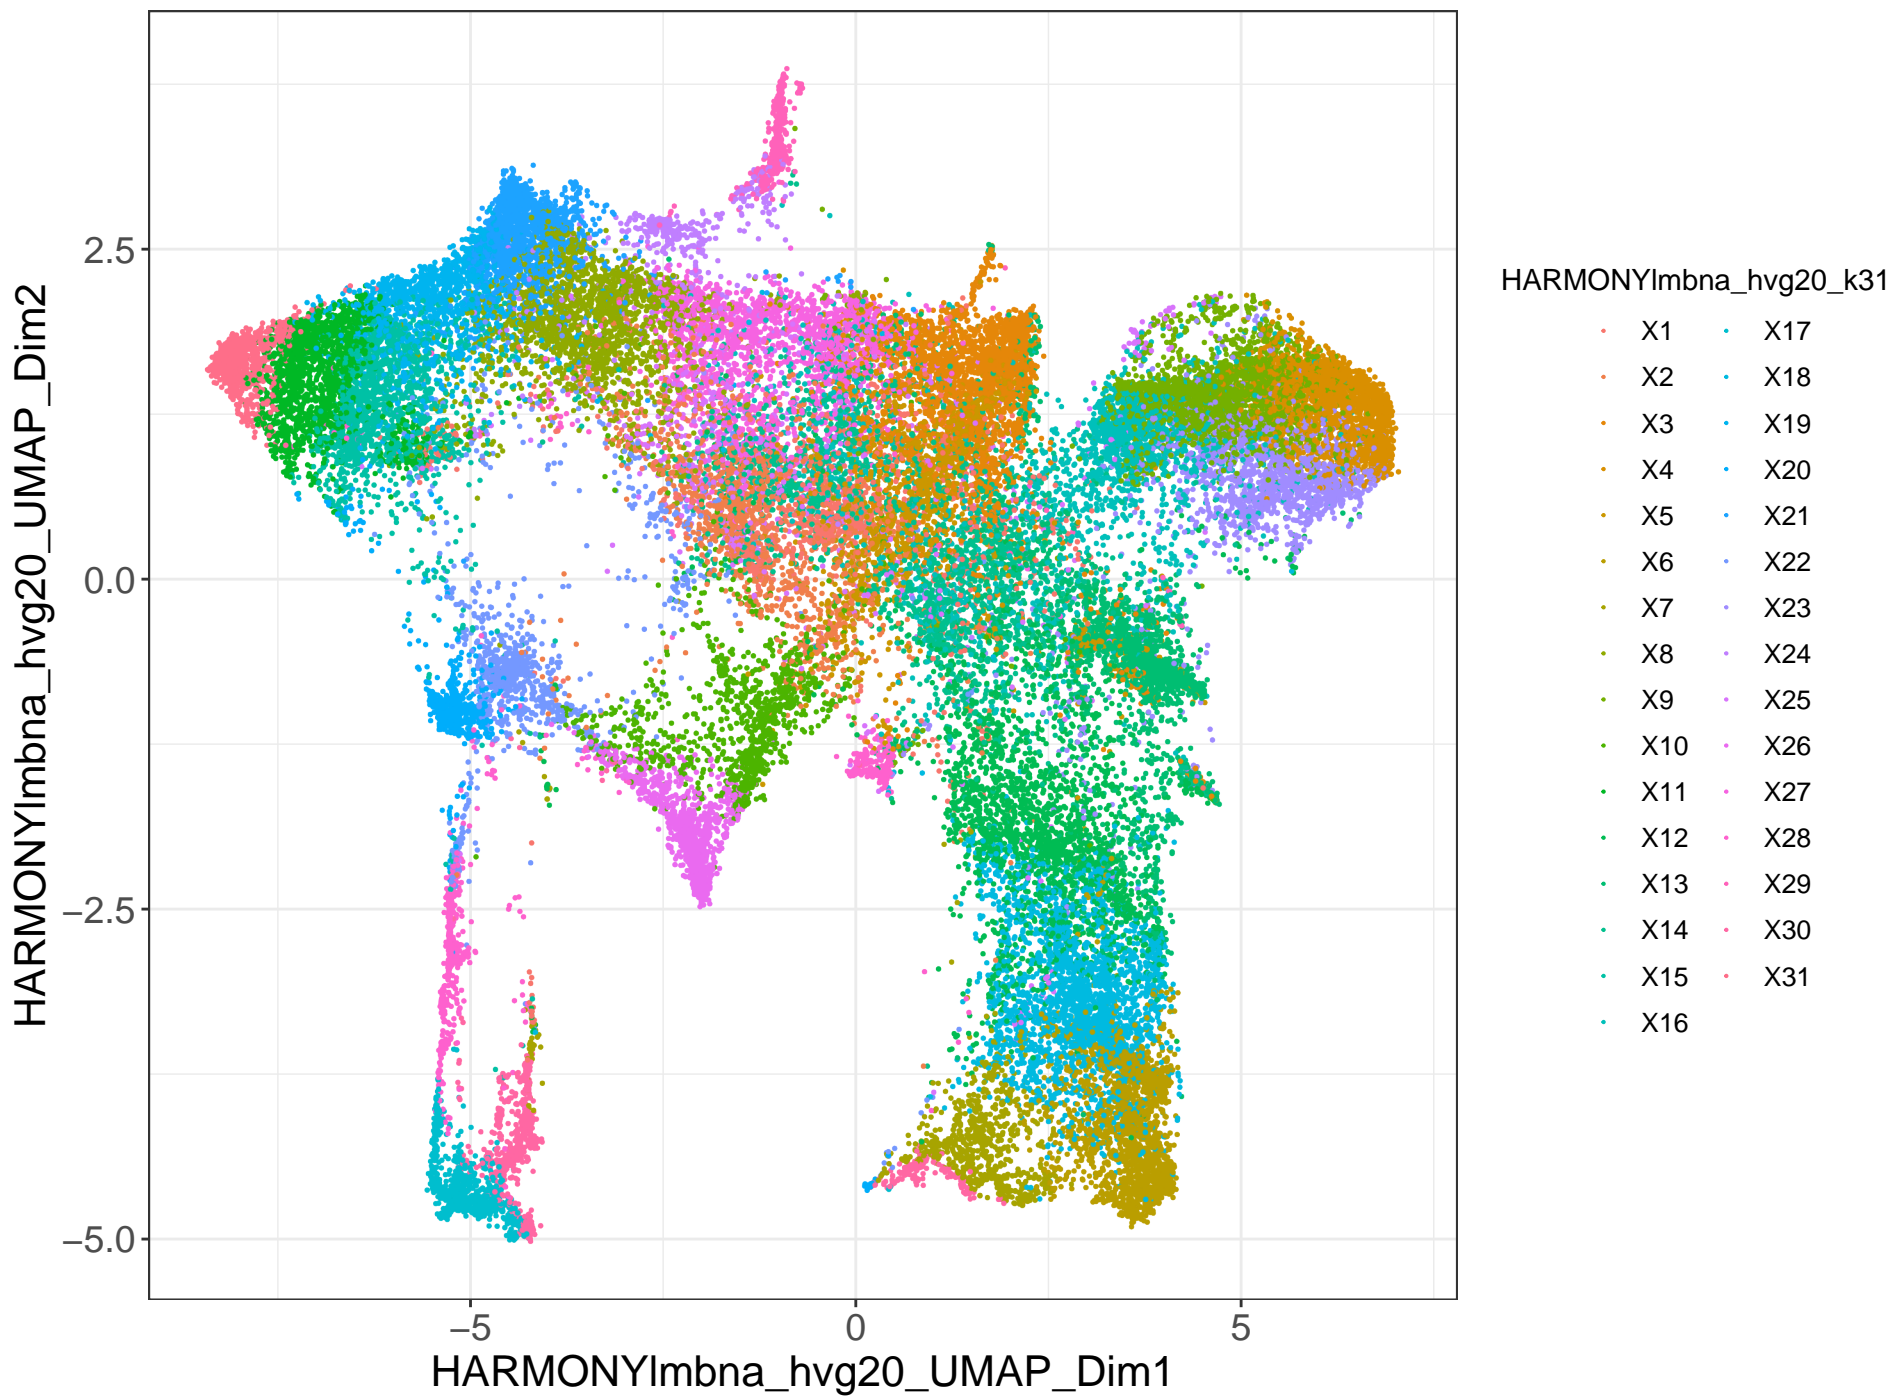 HARMONYlmbna_hvg20_UMAP_Dim2
2.5
0.0
−2.5
−5.0
−5
0
5
HARMONYlmbna_hvg20_UMAP_Dim1
HARMONYlmbna_hvg20_k31
X1
X2
X3
X4
X5
X6
X7
X8
X9
X10
X11
X12
X13
X14
X15
X16
X17
X18
X19
X20
X21
X22
X23
X24
X25
X26
X27
X28
X29
X30
X31